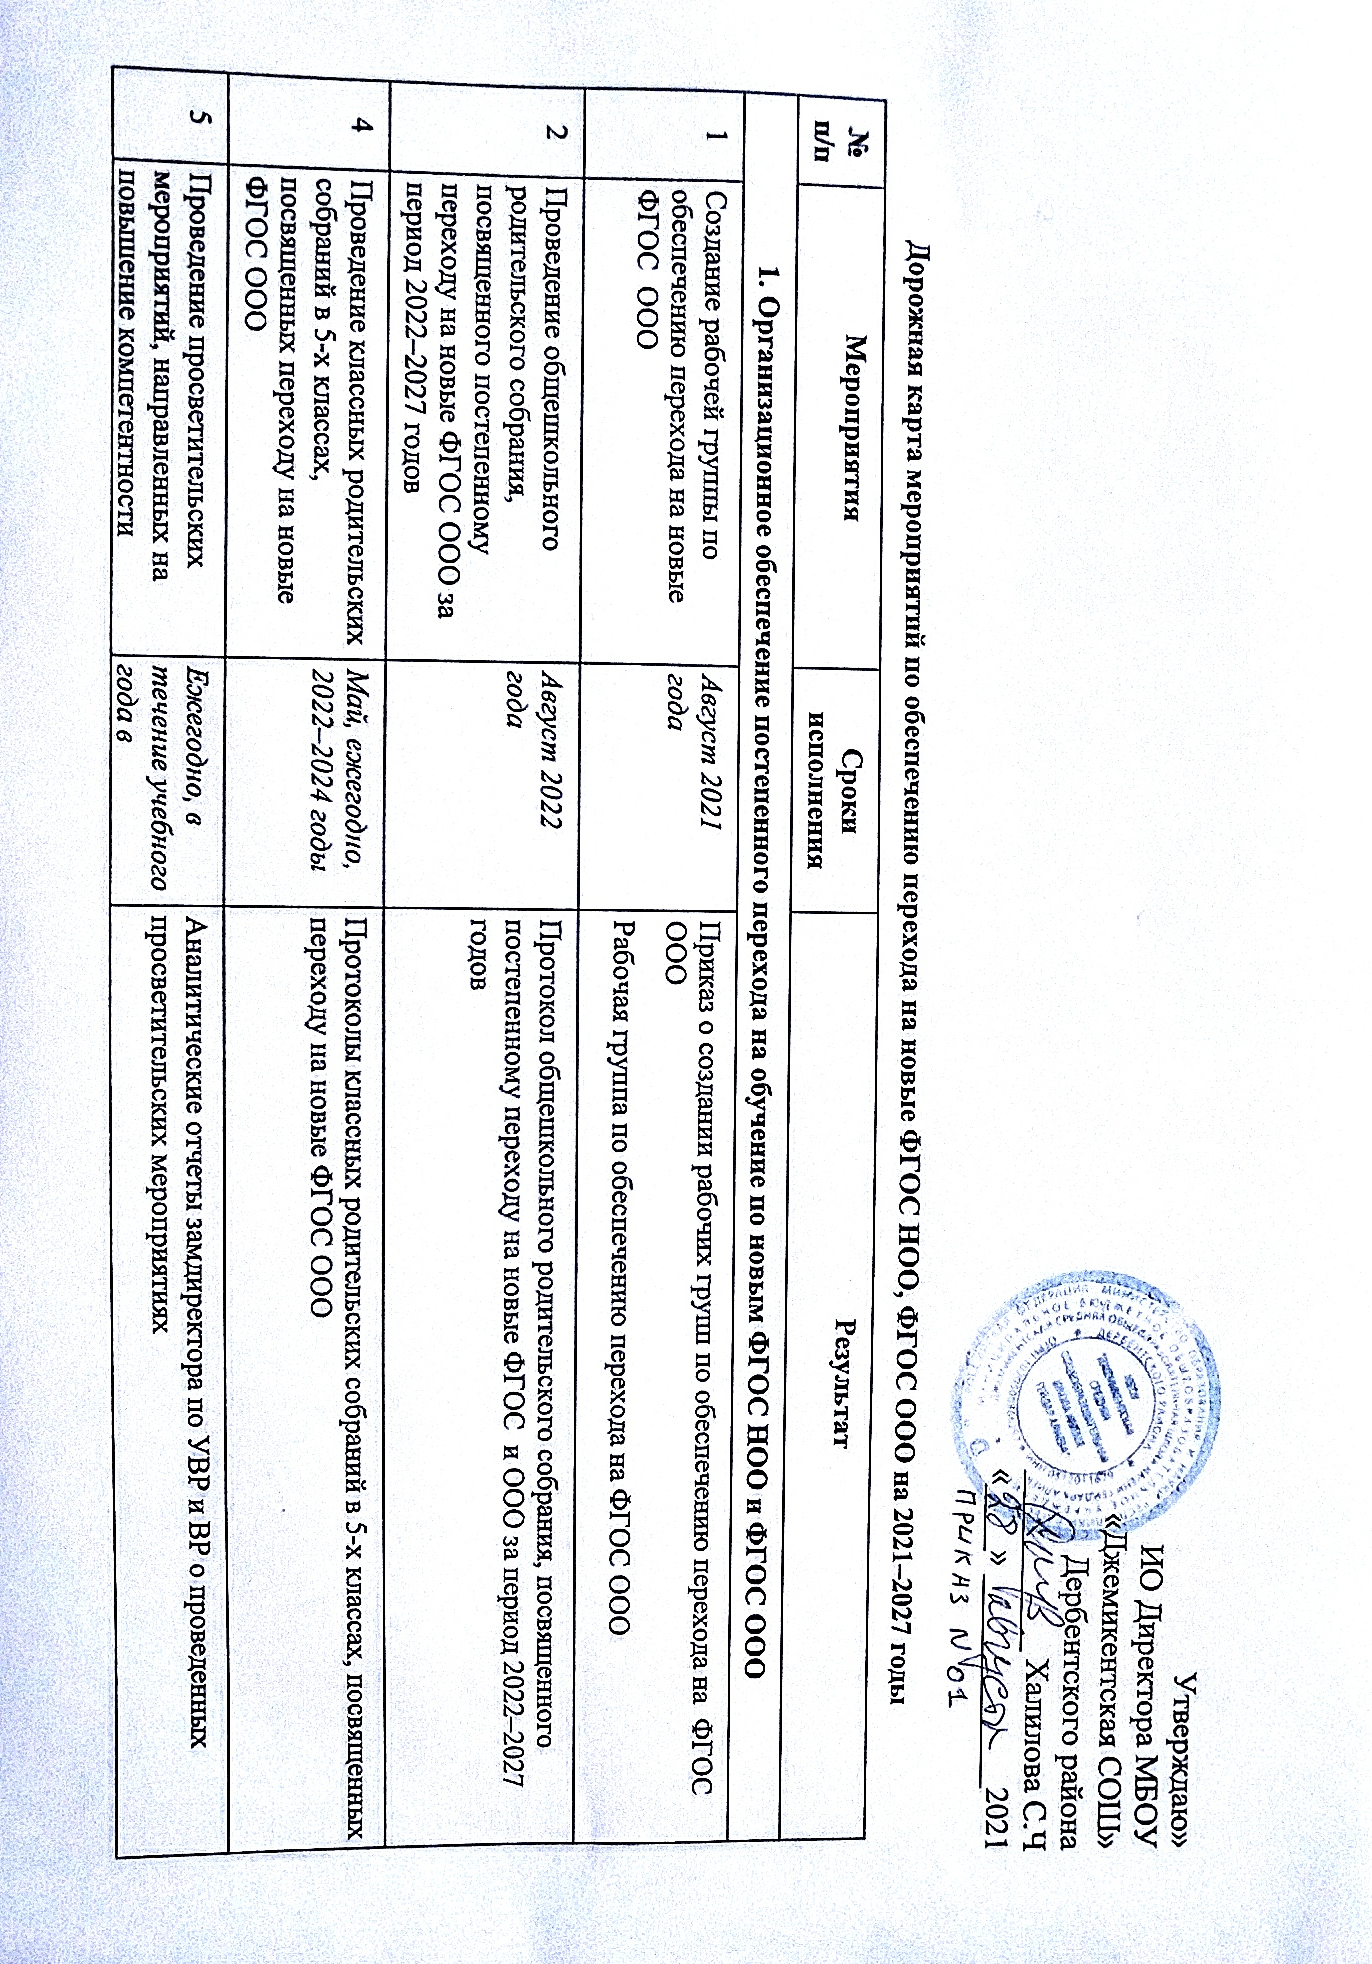 Утверждаю»
ИО Директора МБОУ
«Джемикентская СОШ»
Дербентского района
Халилова С.Ч
«28» августа 2021
ПРИКАЗ №01
Дорожная карта мероприятий по обеспечению перехода на новые ФГОС НОО, ФГОС ООО на 2021–2027 годы
№
п/п
Мероприятия
Сроки
исполнения
Результат
1. Организационное обеспечение постепенного перехода на обучение по новым ФГОС НОО и ФГОС ООО
1
Создание рабочей группы по
обеспечению перехода на новые
ФГОС ООО
Август 2021
года
Приказ о создании рабочих групп по обеспечению перехода на ФГОС
ООО
Рабочая группа по обеспечению перехода на ФГОС ООО
2
Проведение общешкольного
родительского собрания,
посвященного постепенному
переходу на новые ФГОС ООО за
период 2022–2027 годов
Август 2022
года
Протокол общешкольного родительского собрания, посвященного
постепенному переходу на новые ФГОС и ООО за период 2022–2027
годов
4
Проведение классных родительских
собраний в 5-х классах,
посвященных переходу на новые
ФГОС ООО
Май, ежегодно,
2022–2024 годы
Протоколы классных родительских собраний в 5-х классах, посвященных
переходу на новые ФГОС ООО
5
Проведение просветительских
мероприятий, направленных на
повышение компетентности
Ежегодно, в
течение учебного
года в
Аналитические отчеты замдиректора по УВР и ВР о проведенных
просветительских мероприятиях